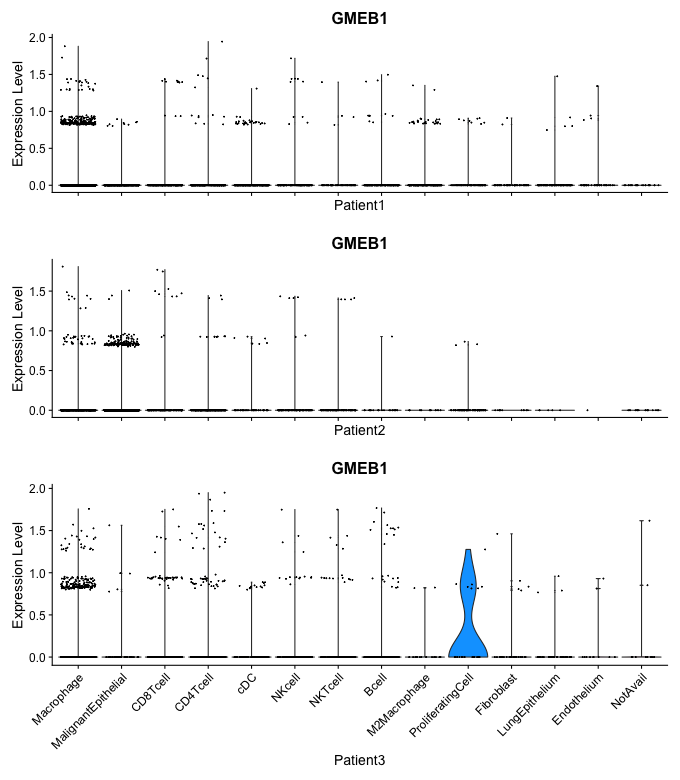 GMEB1
Expression Level
2.0
1.5
1.0
0.5
0.0
Patient1
GMEB1
Expression Level
1.5
1.0
0.5
0.0
Patient2
GMEB1
Expression Level
2.0
1.5
1.0
0.5
0.0
Macrophage
MalignantEpithelial
CD8Tcell
CD4Tcell
cDC
NKcell
NKTcell
Bcell
M2Macrophage
ProliferatingCell
Fibroblast
LungEpithelium
Endothelium
NotAvail
Patient3